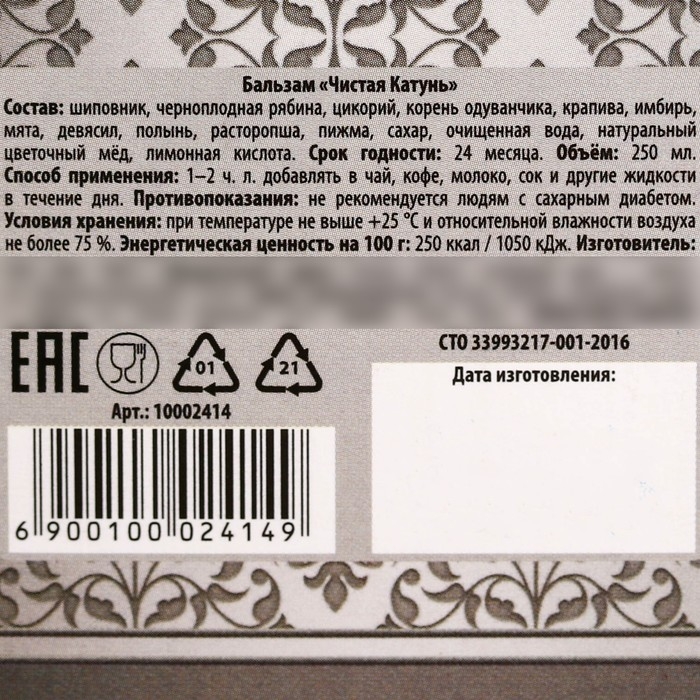 Бальзам «Чистая Катунь»
Состав: шиповник, черноплодная рябина, цикорий, корень одуванчика, крапива, имбирь,
мята, девясил, полынь, расторопша, пижма, сахар, очищенная вода, натуральный
цветочный мёд, лимонная кислота. Срок годности: 24 месяца. Объём: 250 мл.
Способ применения: 1–2 ч. л. добавлять в чай, кофе, молоко, сок и другие жидкости
в течение дня. Противопоказания: не рекомендуется людям с сахарным диабетом.
Условия хранения: при температуре не выше +25 °С и относительной влажности воздуха
не более 75 %. Энергетическая ценность на 100 г: 250 ккал / 1050 кДж. Изготовитель:
ЕАС
01
21
Арт.: 10002414
6 900100 024149
СТО 33993217-001-2016
Дата изготовления: